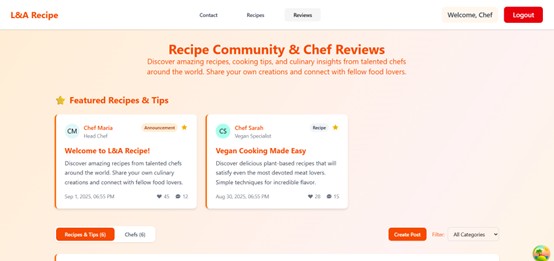 L&A Recipe
Contact
Recipes
Reviews
Welcome, Chef
Logout
Recipe Community & Chef Reviews
Discover amazing recipes, cooking tips, and culinary insights from talented chefs
around the world. Share your own creations and connect with fellow food lovers.
Featured Recipes & Tips
CM
Chef Maria
Head Chef
Announcement
Welcome to L&A Recipe!
Discover amazing recipes from talented chefs
around the world. Share your own culinary
creations and connect with fellow food lovers.
Sep 1, 2025, 06:55 PM
45
12
CS
Chef Sarah
Vegan Specialist
Recipe
Vegan Cooking Made Easy
Discover delicious plant-based recipes that will
satisfy even the most devoted meat lovers.
Simple techniques for incredible flavor.
Aug 30, 2025, 06:55 PM
28
15
Recipes & Tips (6)
Chefs (6)
Create Post
Filter:
All Categories